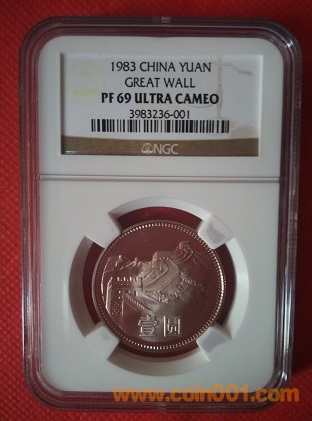 1983 CHINA YUAN
GREAT WALL
PF 69 ULTRA CAMEO
3983236-001
NGC
壹圆
www.coin001.com